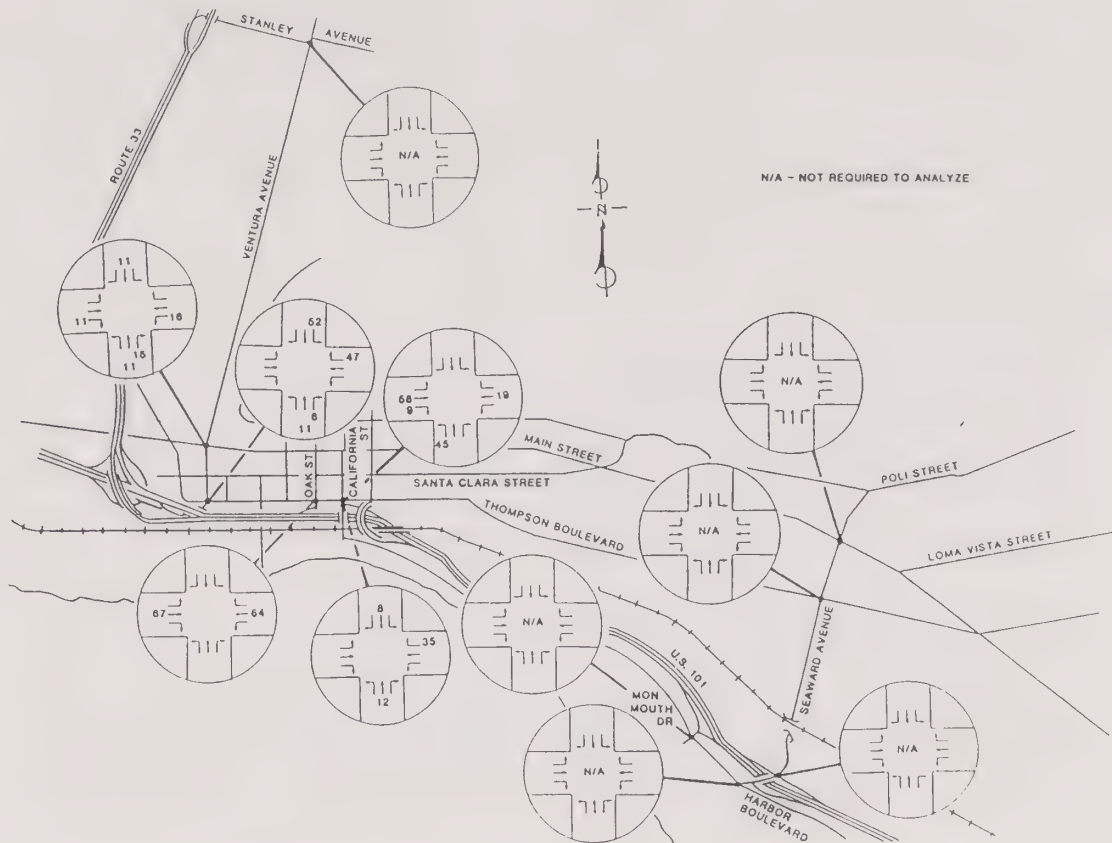 STANLEY AVENUE
ROUTE 33
VENTURA AVENUE
N/A
N/A - NOT REQUIRED TO ANALYZE
N
11
11
16
15
11
52
47
6
11
58
9
19
45
N/A
OAK ST
CALIFORNIA
ST
MAIN STREET
SANTA CLARA STREET
POLI STREET
THOMPSON BOULEVARD
N/A
LOMA VISTA STREET
67
64
8
35
12
N/A
U.S. 101
SEAWARD AVENUE
MON
MOUTH
DR
N/A
N/A
HARBOR
BOULEVARD